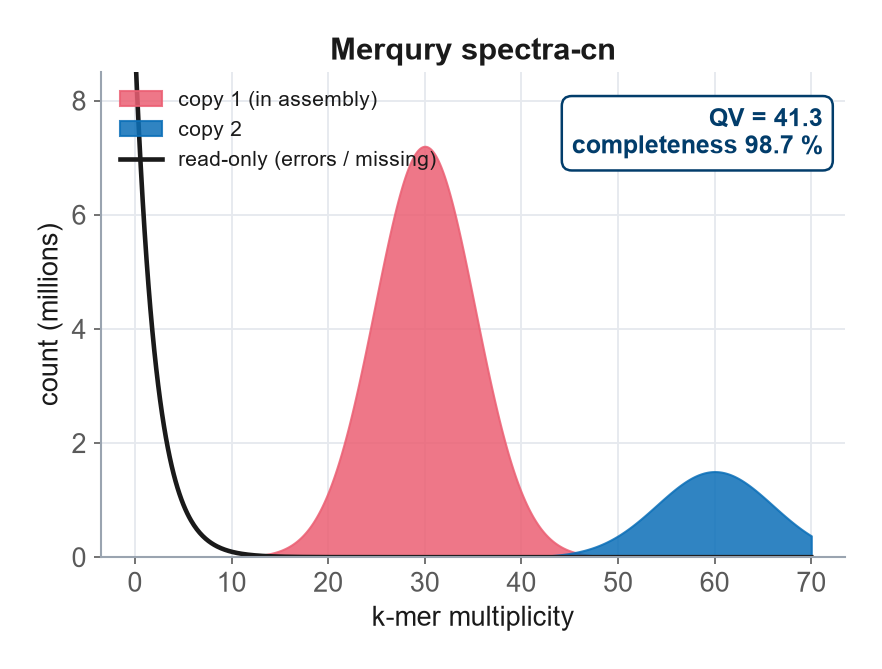 Merqury spectra-cn
copy 1 (in assembly)
copy 2
read-only (errors / missing)
QV = 41.3
completeness 98.7 %
count (millions)
8
6
4
2
0
0 10 20 30 40 50 60 70
k-mer multiplicity